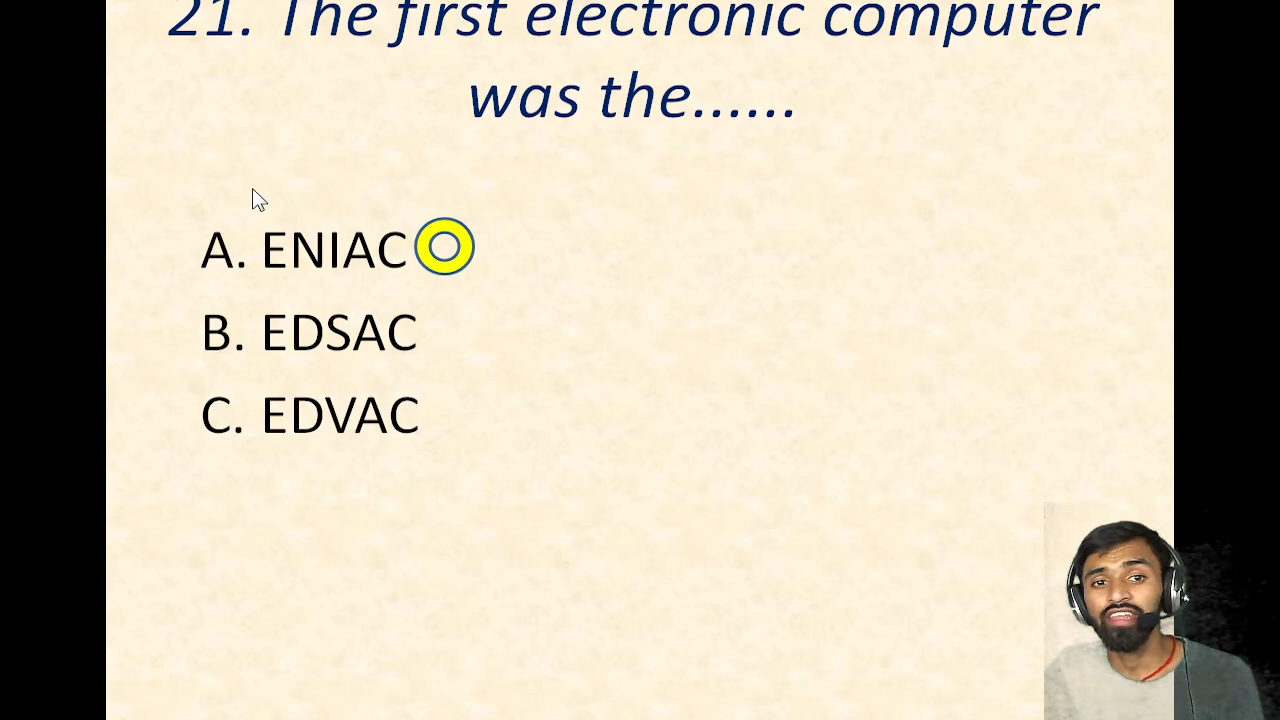 21. The first electronic computer
was the......
A. ENIAC
B. EDSAC
C. EDVAC